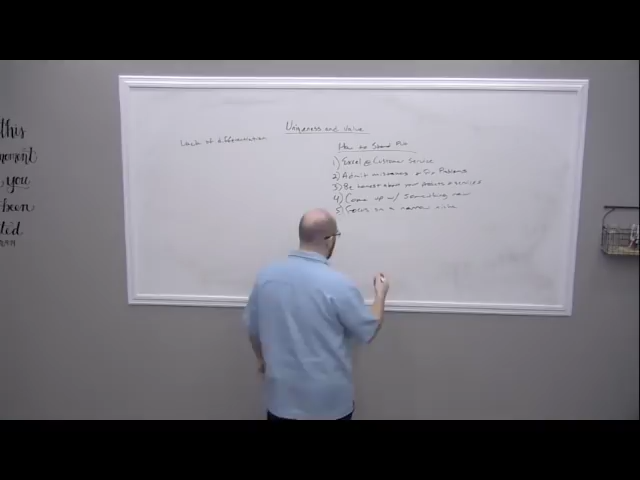 this
moment
you
been
ted
Uniqueness and Value
Lack of differentiation
How to Stand Out
1) Excel @ Customer Service
2) Admit mistakes & Fix Problems
3) Be honest about your products & services
4) Come up w/ Something new
5) Focus on a narrow niche